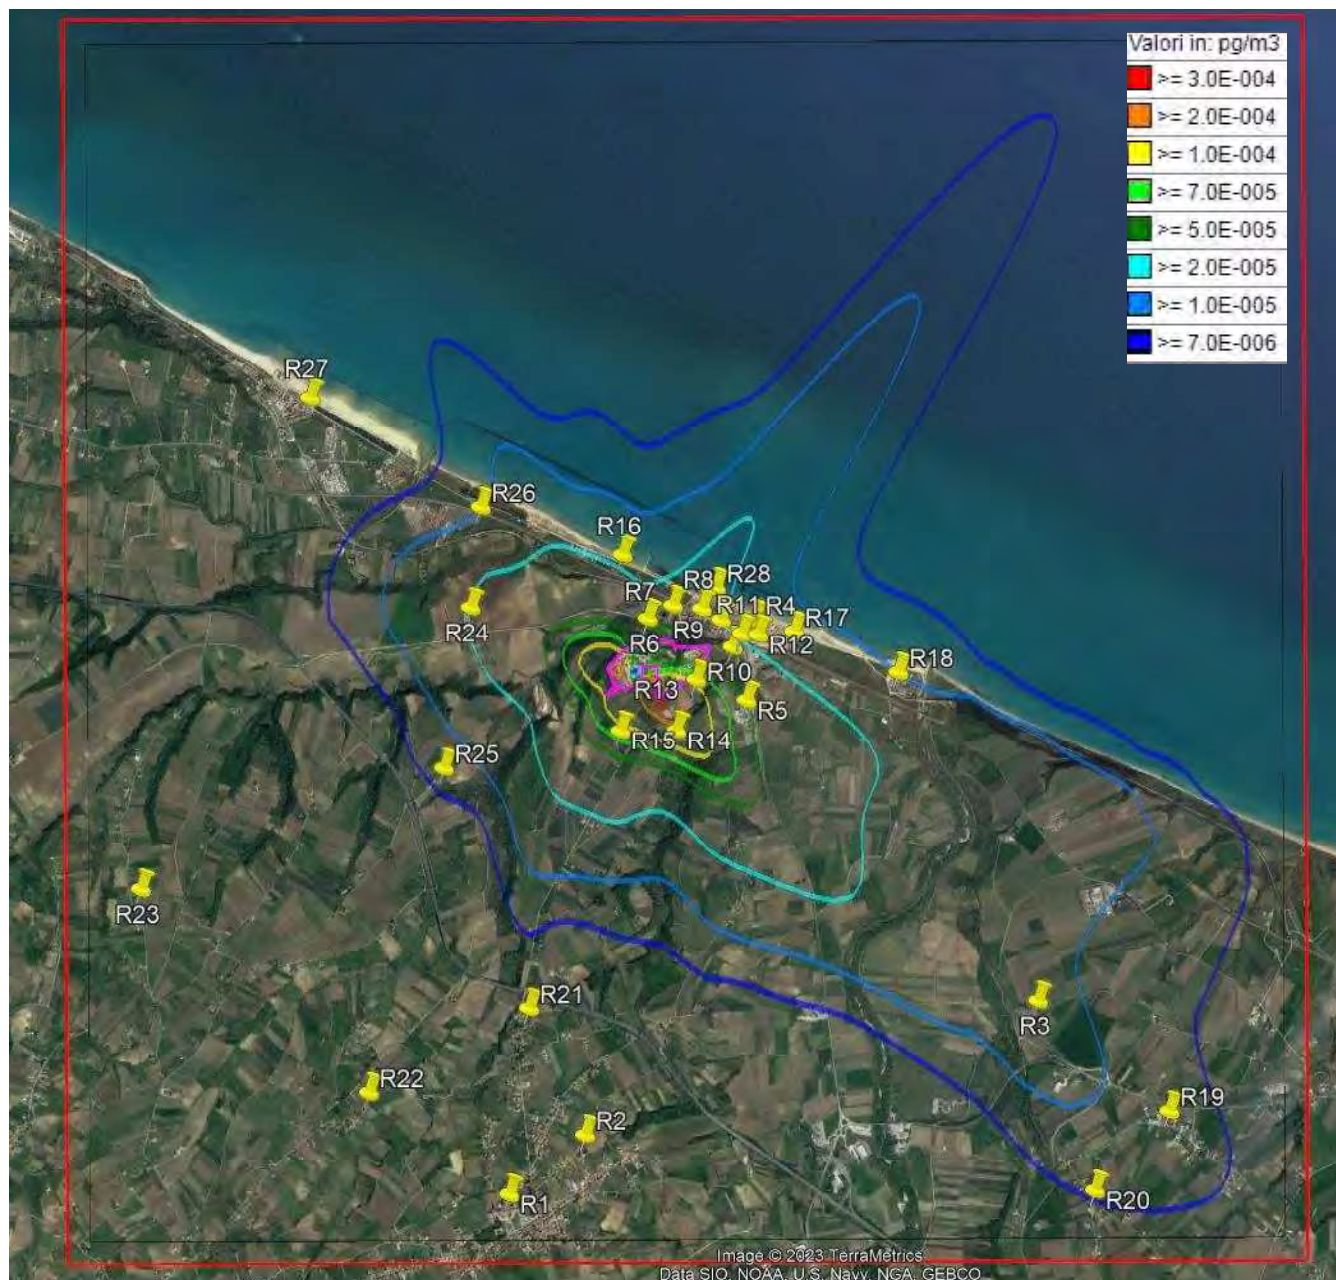 Valori in: pg/m3
>= 3.0E-004
>= 2.0E-004
>= 1.0E-004
>= 7.0E-005
>= 5.0E-005
>= 2.0E-005
>= 1.0E-005
>= 7.0E-006
R27
R26
R16
R28
R8
R7
R11
R4
R17
R24
R6
R9
R12
R18
R10
R13
R5
R15
R14
R25
R23
R21
R3
R22
R19
R2
R1
R20
Image © 2023 TerraMetrics
Data SIO, NOAA, U.S. Navy, NGA, GEBCO